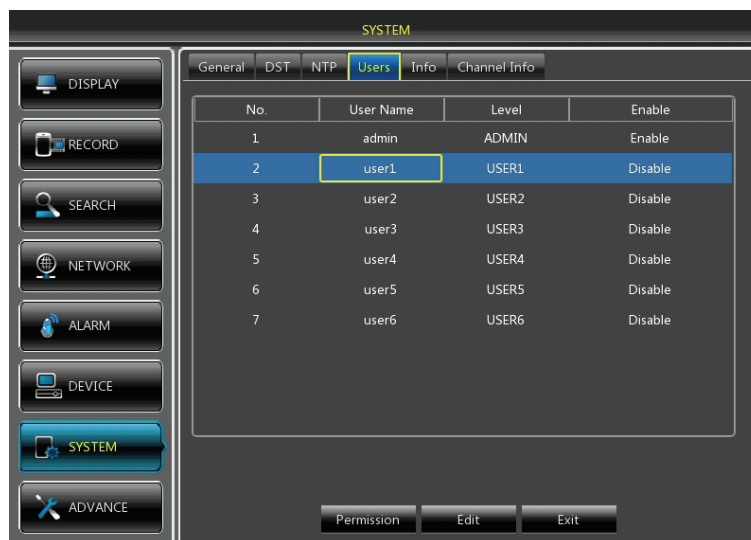 SYSTEM
DISPLAY
RECORD
SEARCH
NETWORK
ALARM
DEVICE
SYSTEM
ADVANCE
General DST NTP Users Info Channel Info
No. User Name Level Enable
1 admin ADMIN Enable
2 user1 USER1 Disable
3 user2 USER2 Disable
4 user3 USER3 Disable
5 user4 USER4 Disable
6 user5 USER5 Disable
7 user6 USER6 Disable
Permission Edit Exit